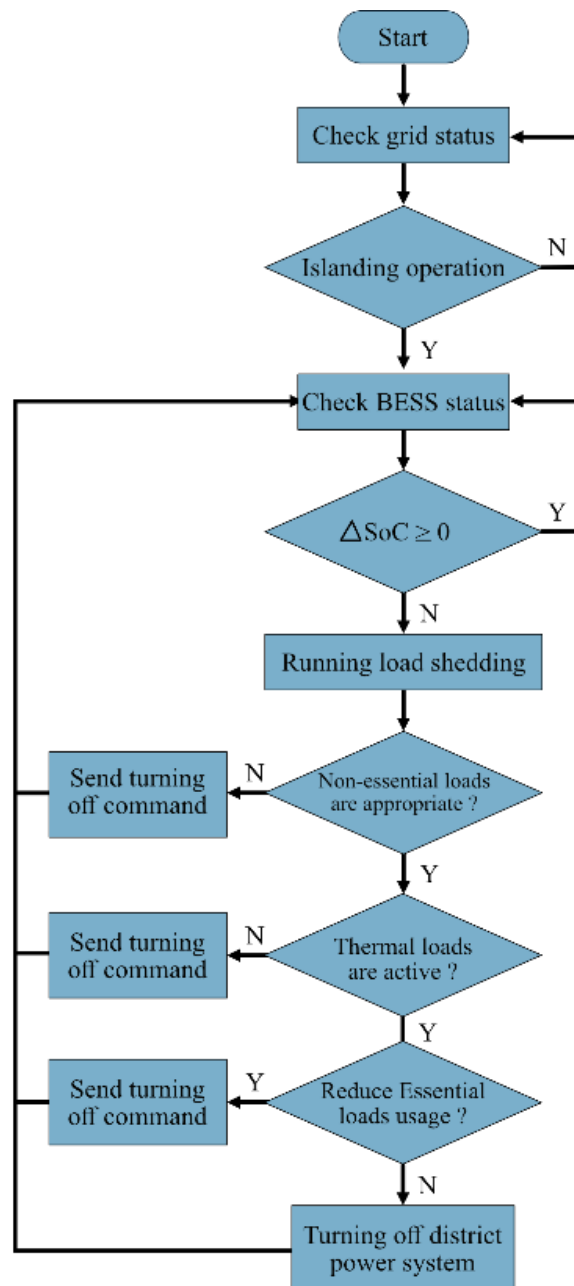 Start
Check grid status
Islanding operation
N
Y
Check BESS status
△SoC ≥ 0
Y
N
Running load shedding
Non-essential loads
are appropriate ?
N
Send turning
off command
Y
Thermal loads
are active ?
N
Send turning
off command
Y
Reduce Essential
loads usage ?
Y
Send turning
off command
N
Turning off district
power system